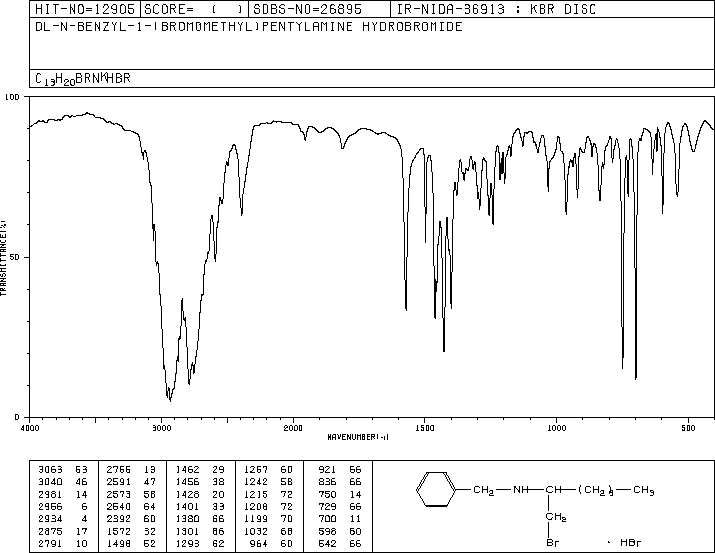 HIT-NO=12905 SCORE= ( ) SDBS-NO=26895 IR-NIDA-36913 : KBR DISC
DL-N-BENZYL-1-(BROMOMETHYL)PENTYLAMINE HYDROBROMIDE
C13H20BRN HBR
100
50
0
TRANSMITTANCE(%)
4000 3000 2000 1500 1000 500
WAVENUMBER(-1)
3063 63 2766 13 1462 29 1267 60 921 66
3040 46 2591 47 1456 38 1242 58 836 66
2981 14 2573 58 1428 20 1215 72 750 14
2956 6 2540 64 1401 33 1208 72 729 66
2934 4 2392 60 1380 66 1199 70 700 11
2875 17 1572 32 1301 66 1032 68 598 60
2791 10 1498 52 1293 62 964 60 542 66
CH2 NH CH (CH2)3 CH3
CH2
Br · HBr